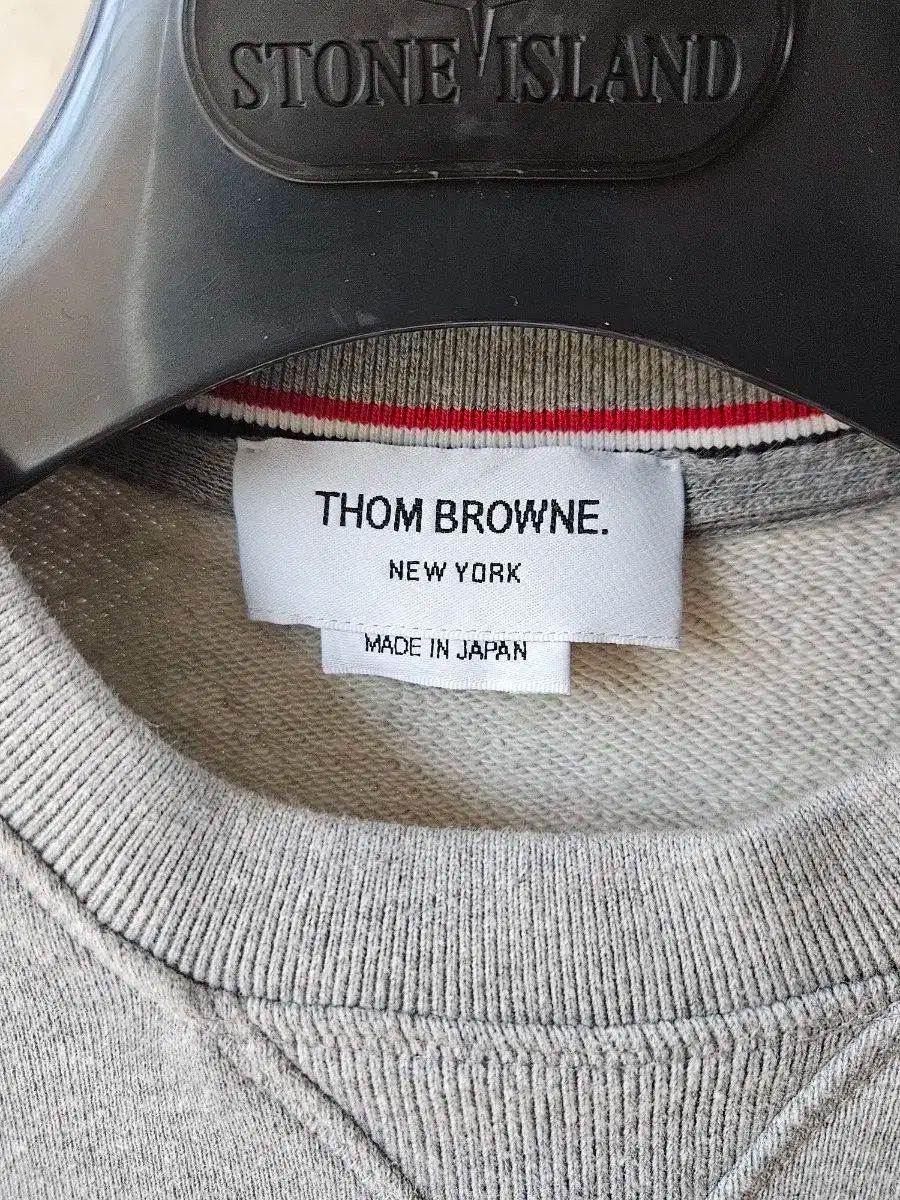 STONE ISLAND
THOM BROWNE.
NEW YORK
MADE IN JAPAN